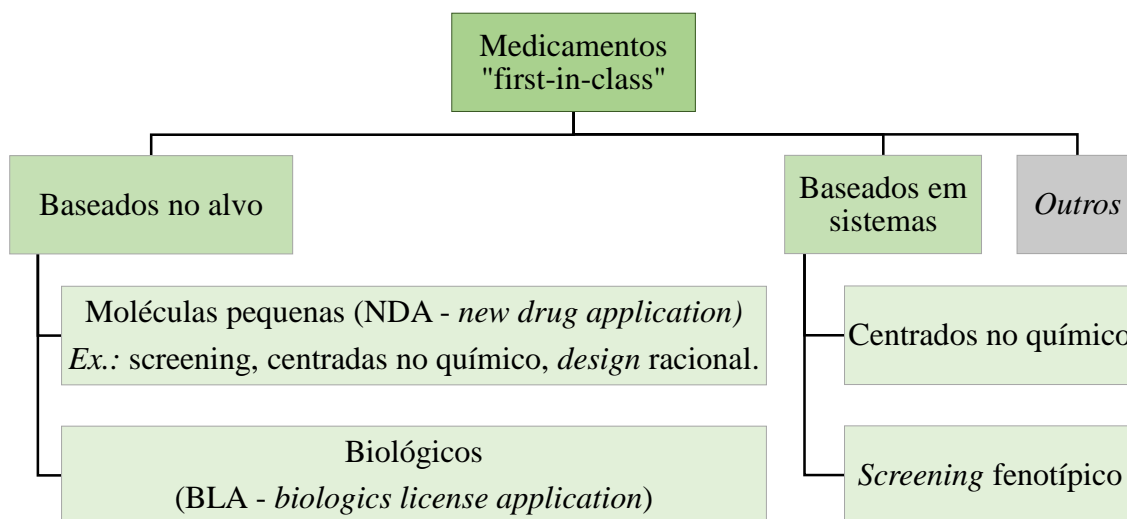 Medicamentos
"first-in-class"
Baseados no alvo
Moléculas pequenas (NDA - new drug application)
Ex.: screening, centradas no químico, design racional.
Biológicos
(BLA - biologics license application)
Baseados em
sistemas
Centrados no químico
Screening fenotípico
Outros